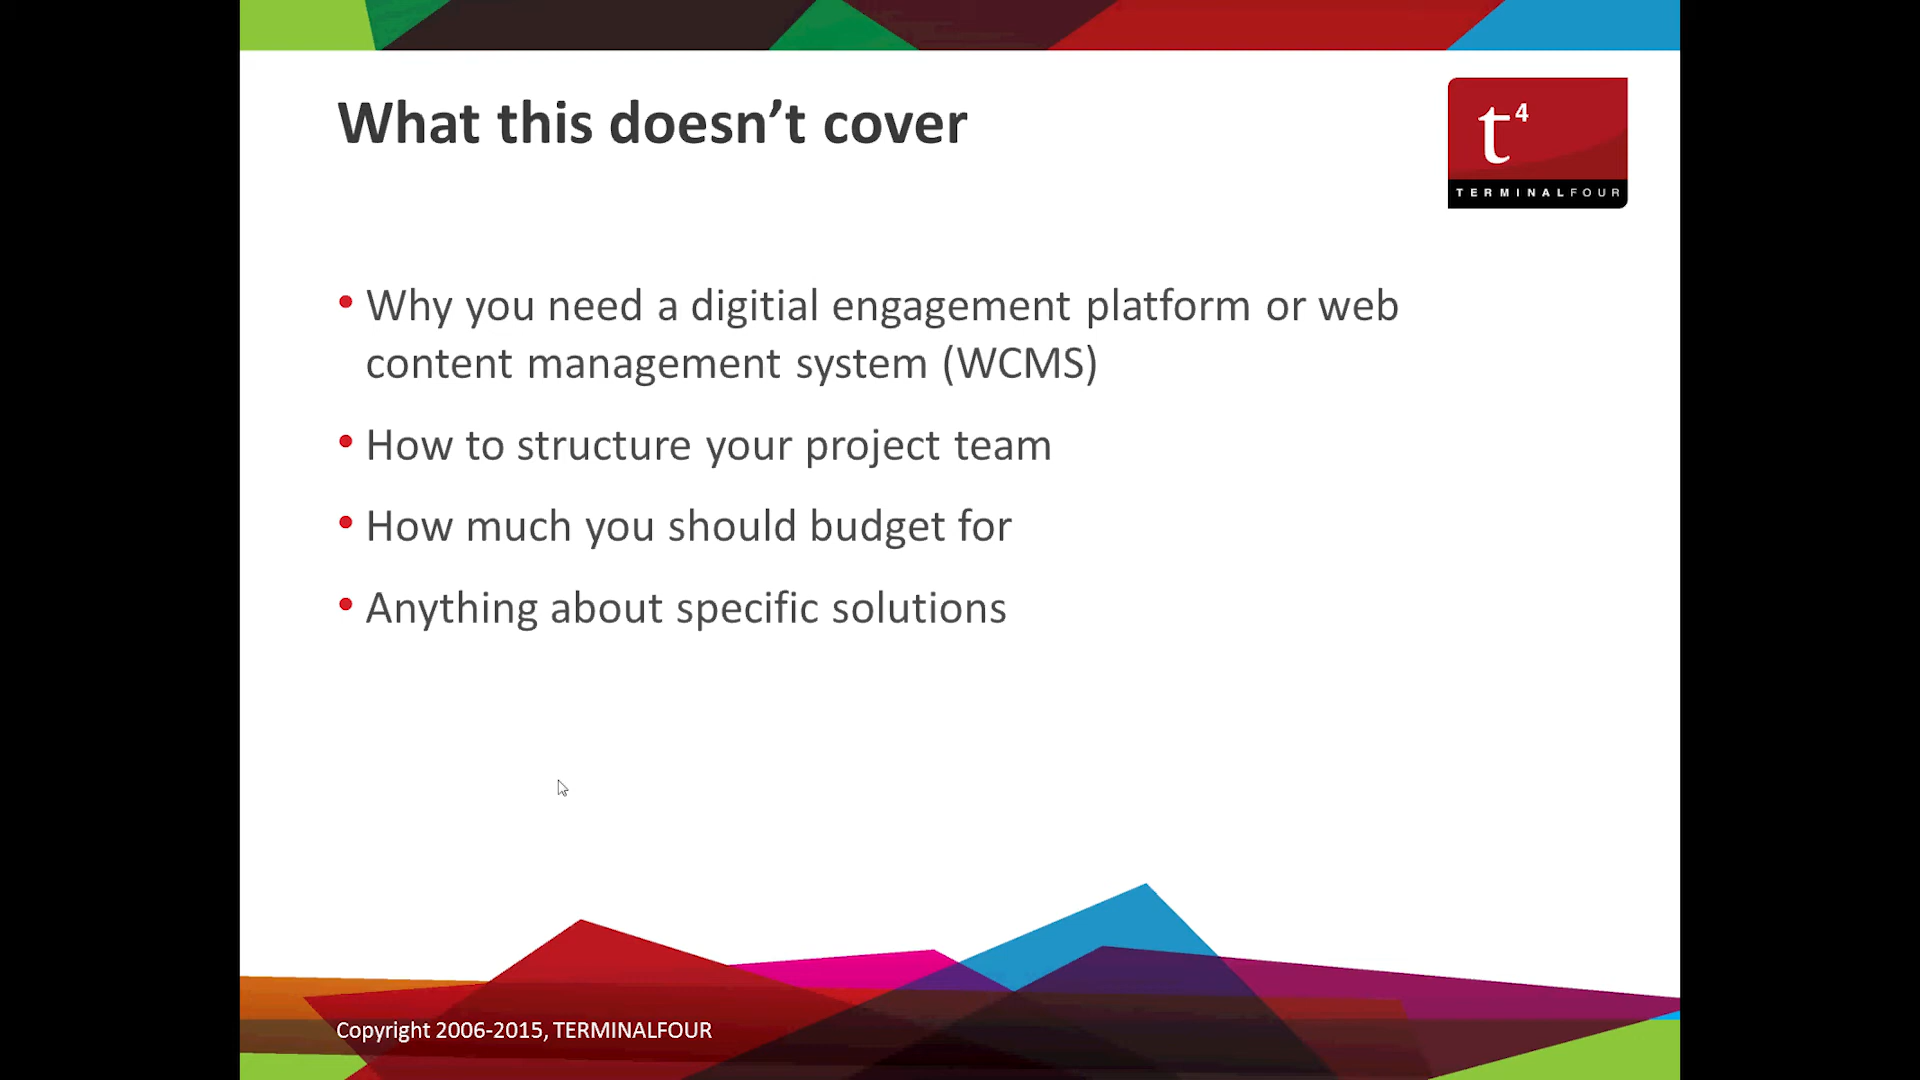 What this doesn’t cover
t4
TERMINALFOUR
• Why you need a digitial engagement platform or web
content management system (WCMS)
• How to structure your project team
• How much you should budget for
• Anything about specific solutions
Copyright 2006-2015, TERMINALFOUR